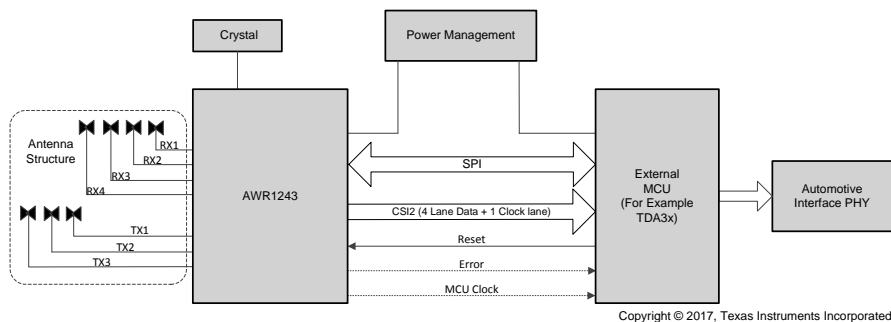 Crystal
Power Management
Antenna
Structure
RX1
RX2
RX3
RX4
TX1
TX2
TX3
AWR1243
SPI
CSI2 (4 Lane Data + 1 Clock lane)
Reset
Error
MCU Clock
External
MCU
(For Example
TDA3x)
Automotive
Interface PHY
Copyright © 2017, Texas Instruments Incorporated